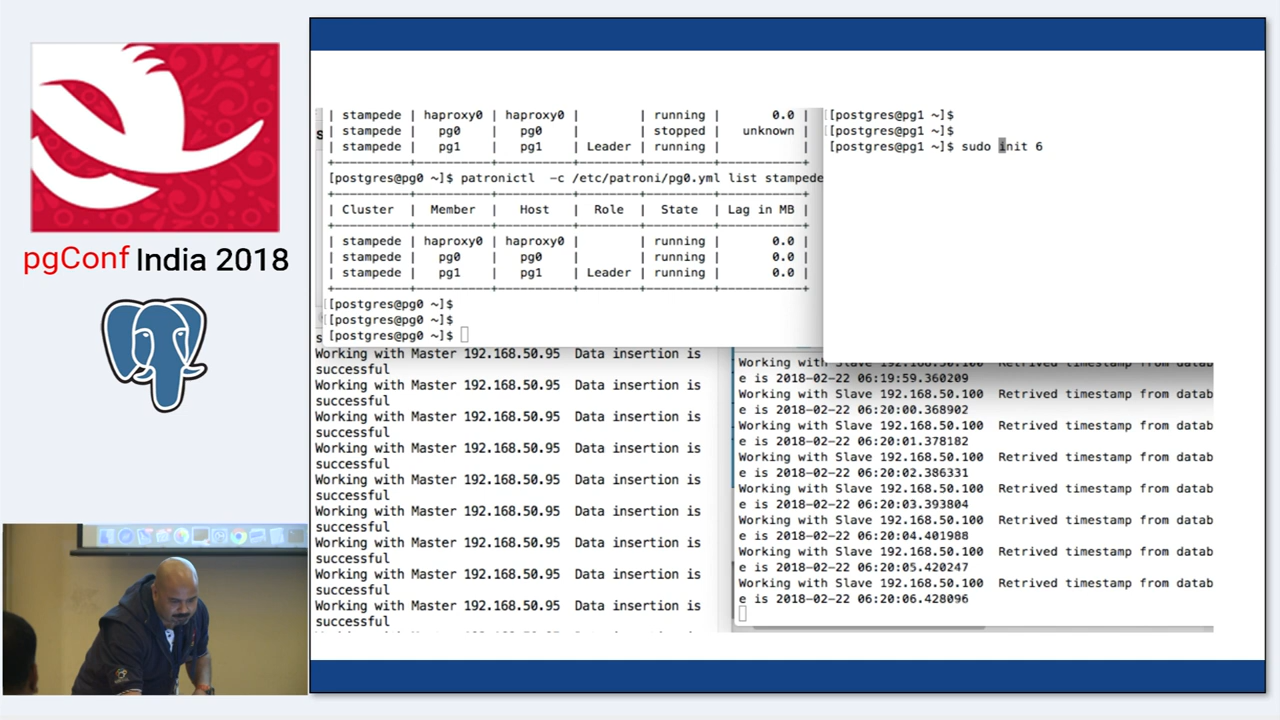 pgConf India 2018
s
| stampede | haproxy0 | haproxy0 | | running | 0.0 |
| stampede | pg0 | pg0 | | stopped | unknown |
| stampede | pg1 | pg1 | Leader | running | |
+----------+----------+----------+--------+---------+-----------+
[postgres@pg0 ~]$ patronictl -c /etc/patroni/pg0.yml list stampede
+----------+----------+----------+--------+---------+-----------+
| Cluster | Member | Host | Role | State | Lag in MB |
+----------+----------+----------+--------+---------+-----------+
| stampede | haproxy0 | haproxy0 | | running | 0.0 |
| stampede | pg0 | pg0 | | running | 0.0 |
| stampede | pg1 | pg1 | Leader | running | 0.0 |
+----------+----------+----------+--------+---------+-----------+
[postgres@pg0 ~]$
[postgres@pg0 ~]$
[postgres@pg0 ~]$
[postgres@pg1 ~]$
[postgres@pg1 ~]$
[postgres@pg1 ~]$ sudo init 6
Working with Master 192.168.50.95 Data insertion is
successful
Working with Master 192.168.50.95 Data insertion is
successful
Working with Master 192.168.50.95 Data insertion is
successful
Working with Master 192.168.50.95 Data insertion is
successful
Working with Master 192.168.50.95 Data insertion is
successful
Working with Master 192.168.50.95 Data insertion is
successful
Working with Master 192.168.50.95 Data insertion is
successful
Working with Master 192.168.50.95 Data insertion is
successful
Working with Master 192.168.50.95 Data insertion is
successful
Working with Slave 192.168.50.100 Retrived timestamp from datab
e is 2018-02-22 06:19:59.360209
Working with Slave 192.168.50.100 Retrived timestamp from datab
e is 2018-02-22 06:20:00.368902
Working with Slave 192.168.50.100 Retrived timestamp from datab
e is 2018-02-22 06:20:01.378182
Working with Slave 192.168.50.100 Retrived timestamp from datab
e is 2018-02-22 06:20:02.386331
Working with Slave 192.168.50.100 Retrived timestamp from datab
e is 2018-02-22 06:20:03.393804
Working with Slave 192.168.50.100 Retrived timestamp from datab
e is 2018-02-22 06:20:04.401988
Working with Slave 192.168.50.100 Retrived timestamp from datab
e is 2018-02-22 06:20:05.420247
Working with Slave 192.168.50.100 Retrived timestamp from datab
e is 2018-02-22 06:20:06.428096